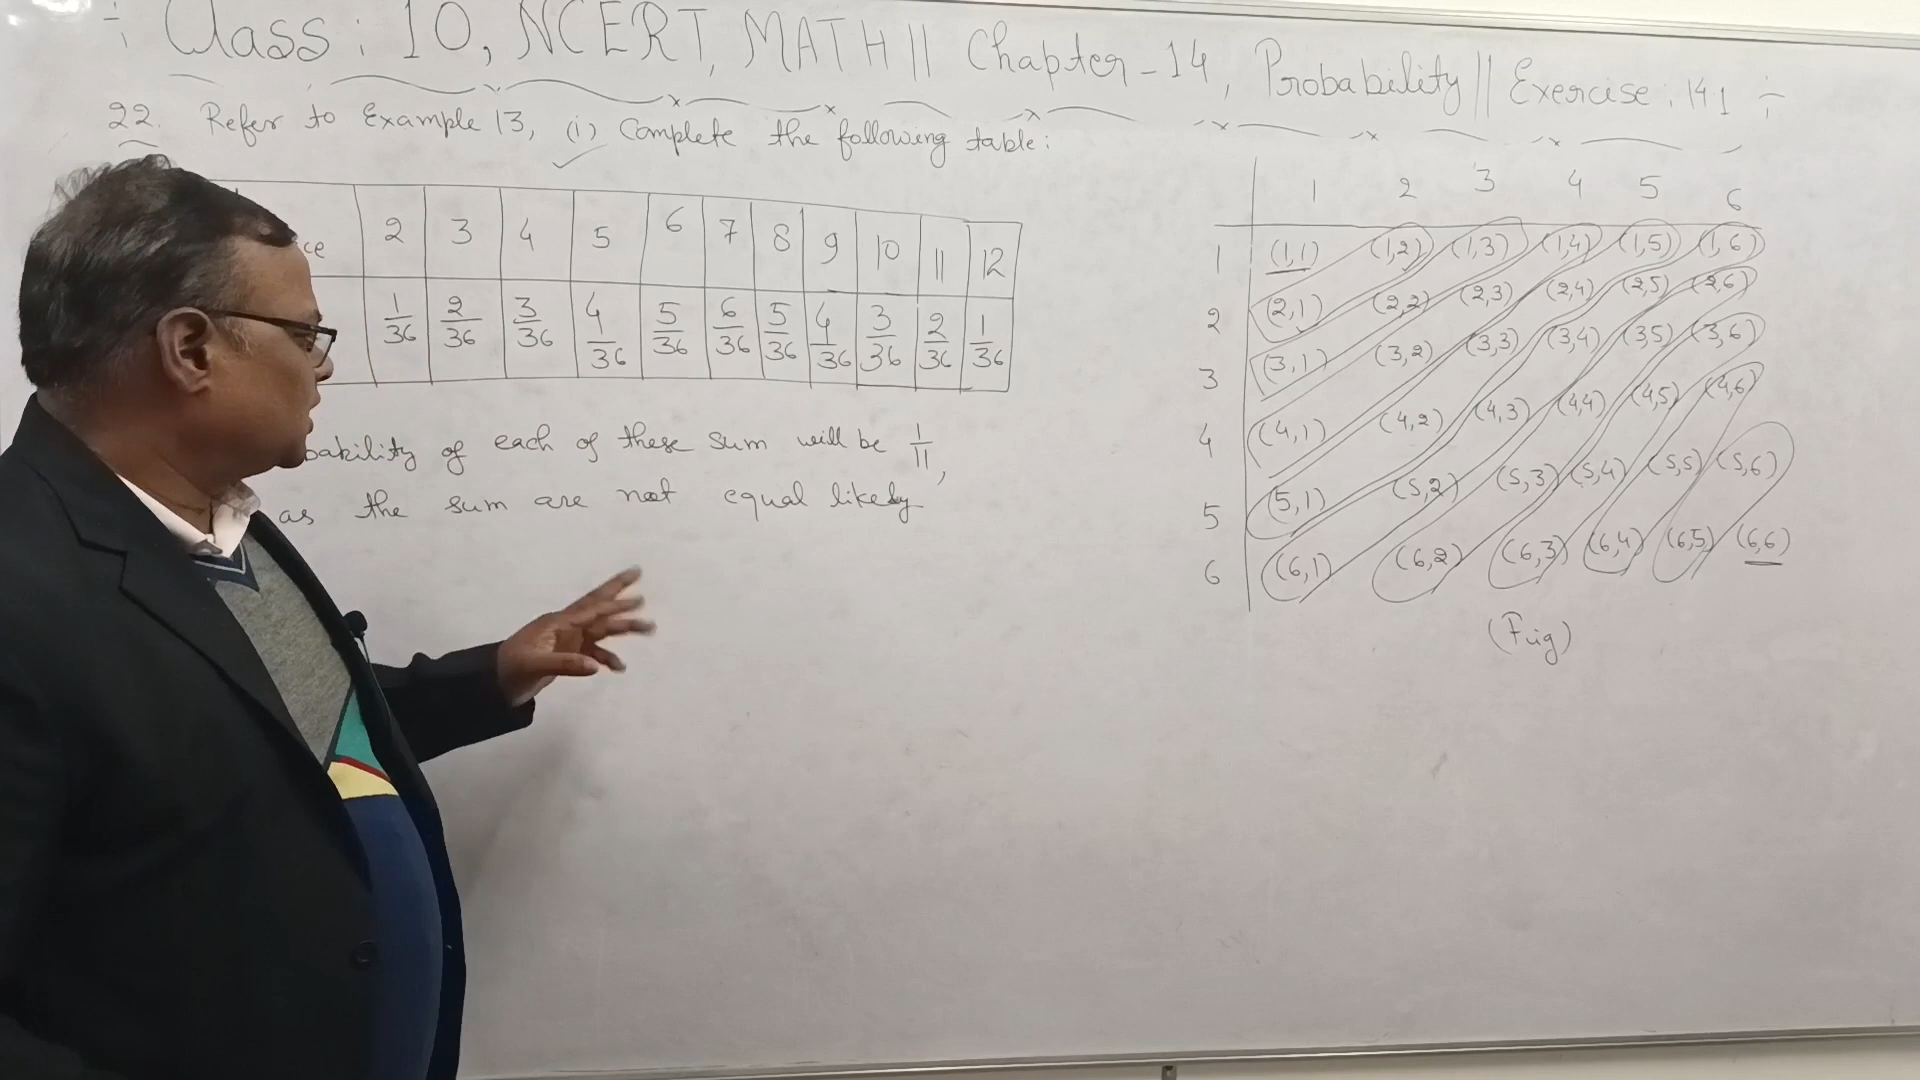 ÷ Class : 10, NCERT, MATH || Chapter - 14, Probability || Exercise : 14.1 ÷
22. Refer to Example 13, (i) Complete the following table :
ce 2 3 4 5 6 7 8 9 10 11 12
1/36 2/36 3/36 4/36 5/36 6/36 5/36 4/36 3/36 2/36 1/36
bability of each of these sum will be 1/11,
as the sum are not equal likely
1 2 3 4 5 6
1 (1,1) (1,2) (1,3) (1,4) (1,5) (1,6)
2 (2,1) (2,2) (2,3) (2,4) (2,5) (2,6)
3 (3,1) (3,2) (3,3) (3,4) (3,5) (3,6)
4 (4,1) (4,2) (4,3) (4,4) (4,5) (4,6)
5 (5,1) (5,2) (5,3) (5,4) (5,5) (5,6)
6 (6,1) (6,2) (6,3) (6,4) (6,5) (6,6)
(Fig)